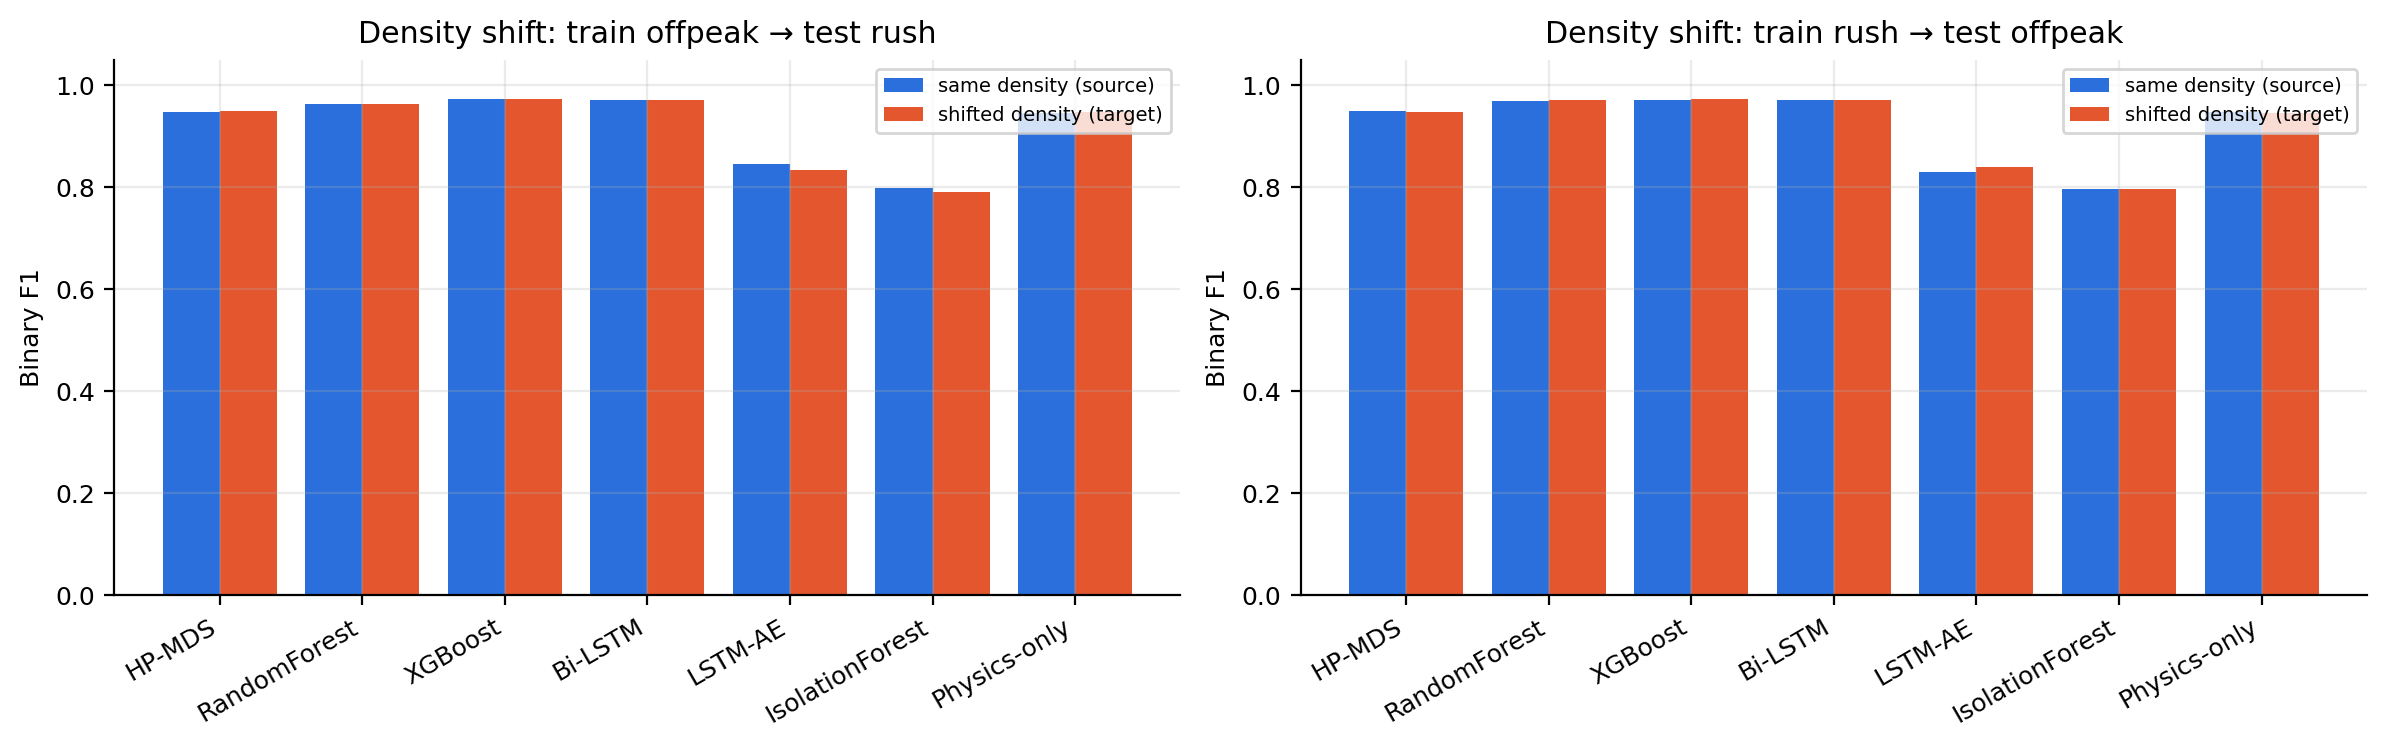 Density shift: train offpeak → test rush
same density (source)
shifted density (target)
Binary F1
1.0
0.8
0.6
0.4
0.2
0.0
HP-MDS
RandomForest
XGBoost
Bi-LSTM
LSTM-AE
IsolationForest
Physics-only
Density shift: train rush → test offpeak
same density (source)
shifted density (target)
Binary F1
1.0
0.8
0.6
0.4
0.2
0.0
HP-MDS
RandomForest
XGBoost
Bi-LSTM
LSTM-AE
IsolationForest
Physics-only